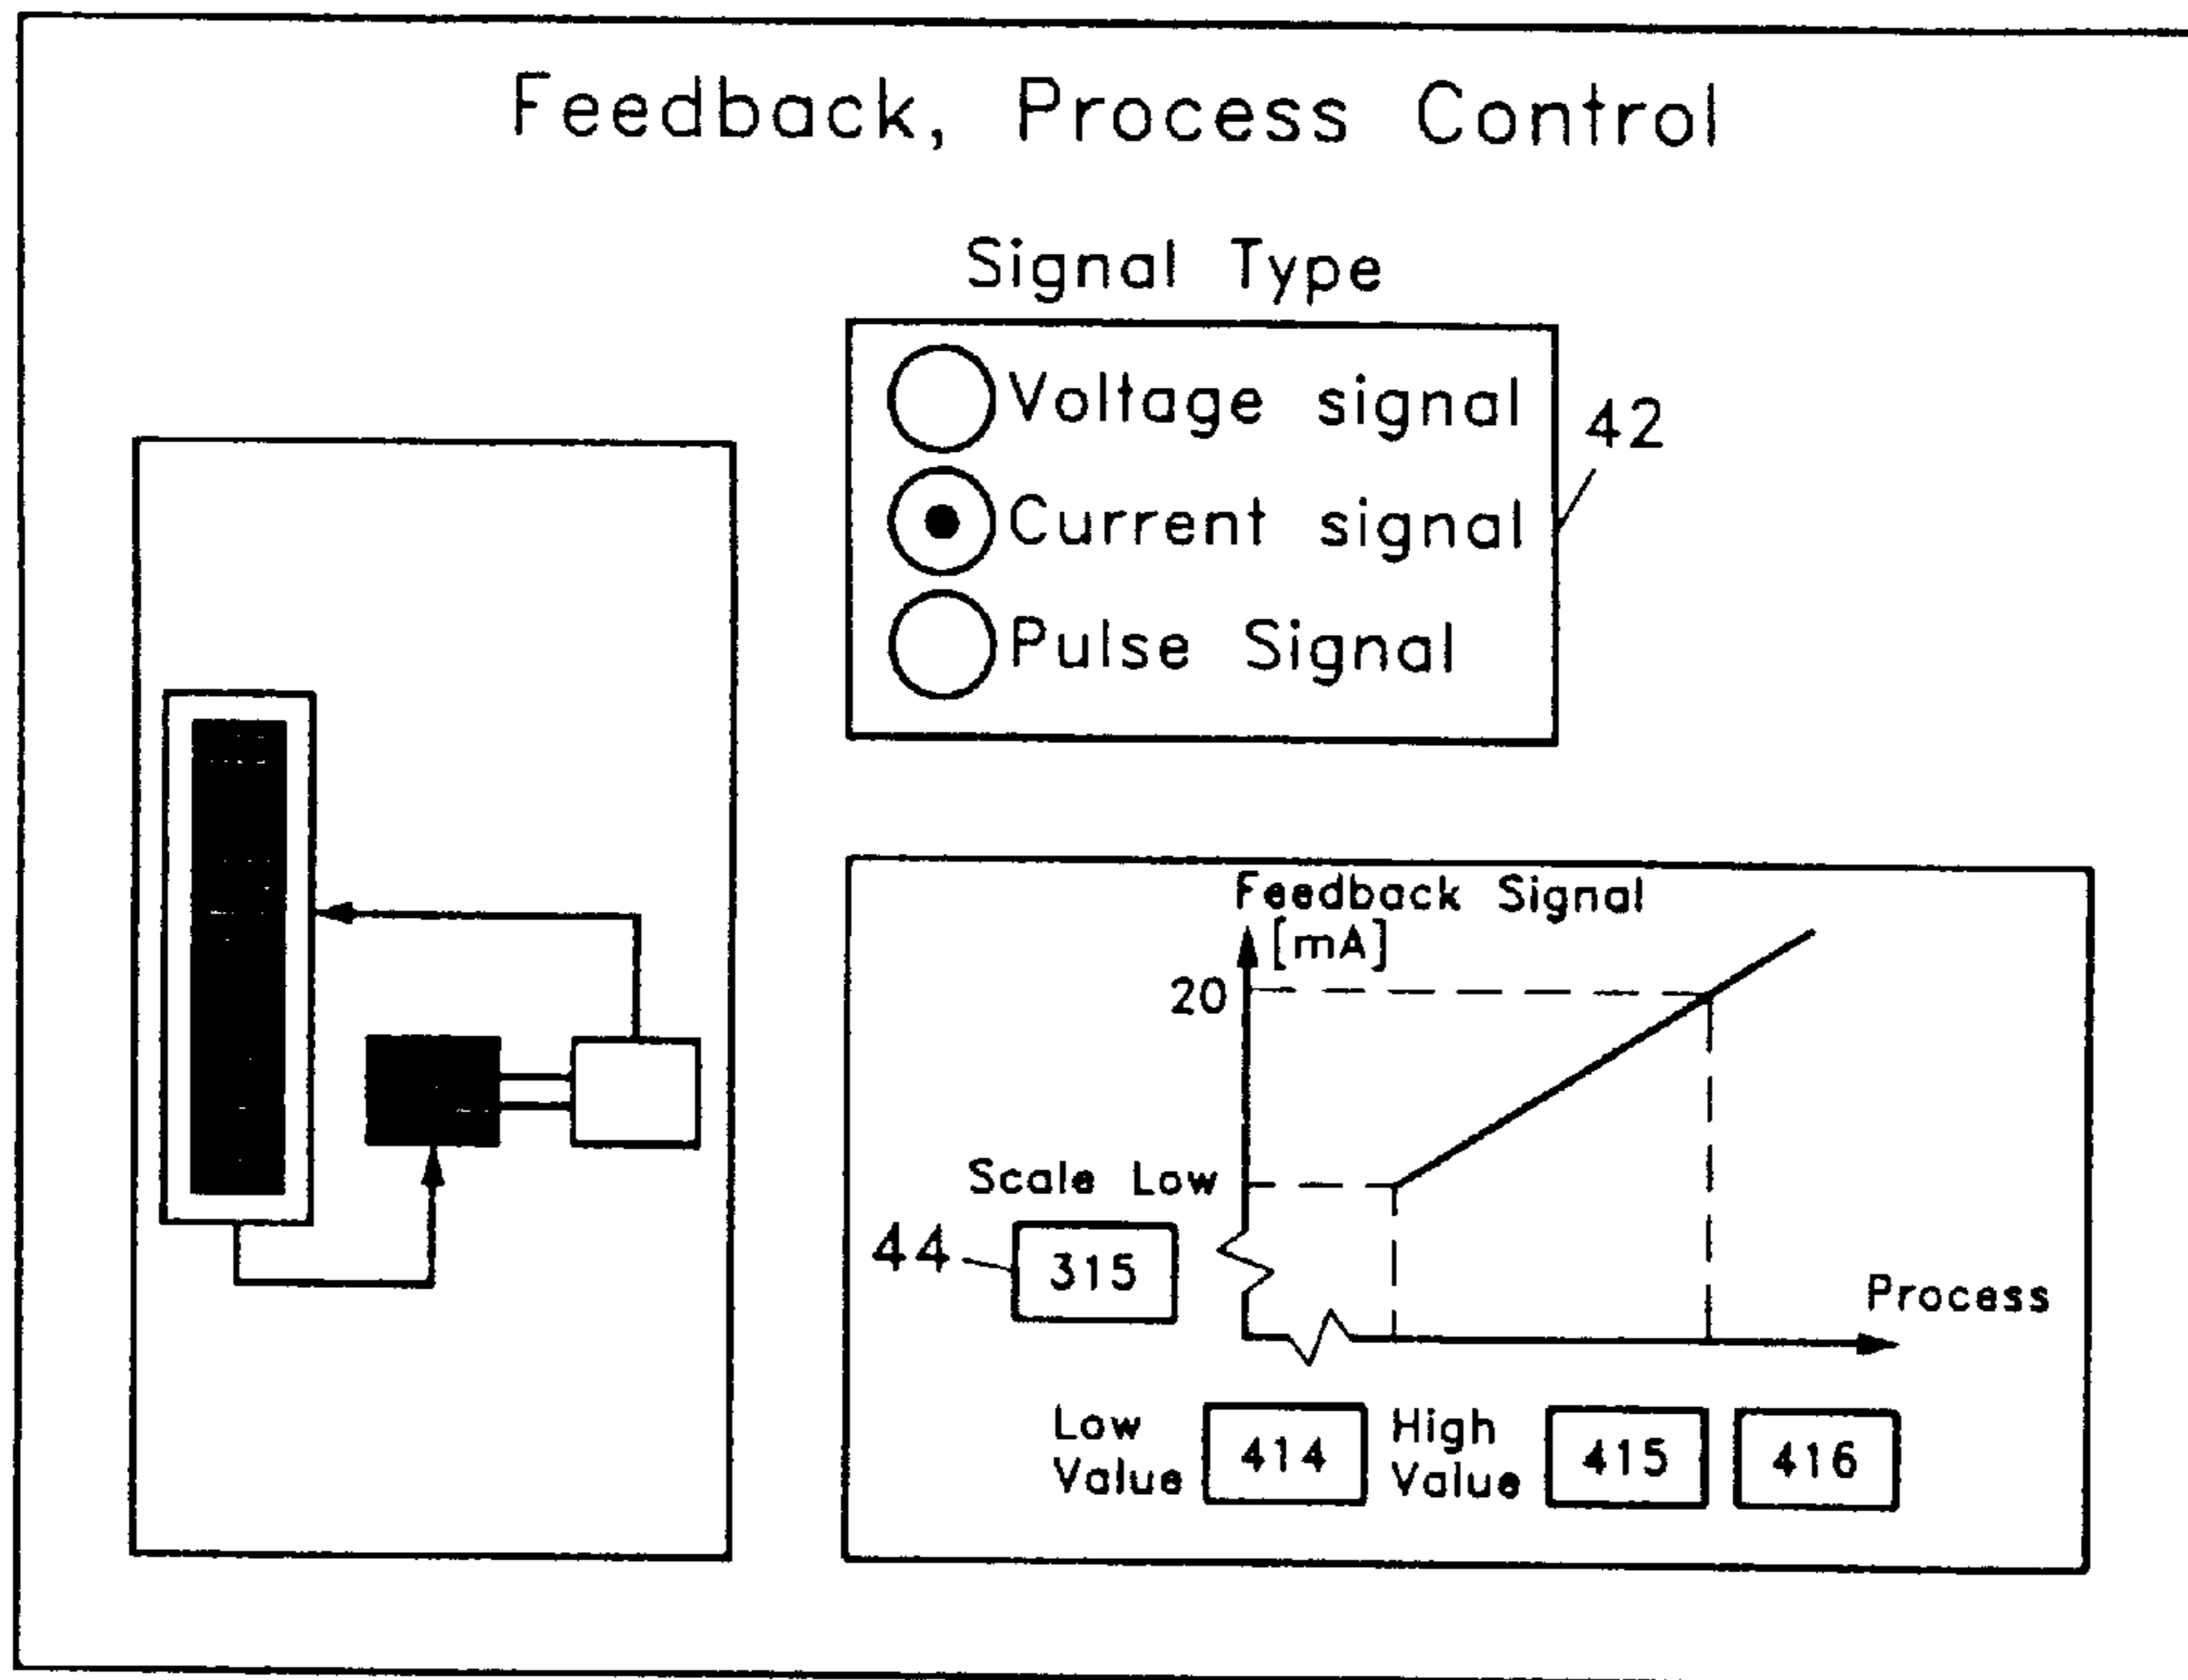 Feedback, Process Control
Signal Type
Voltage signal
42
Current signal
Pulse Signal
Feedback Signal
[mA]
20
Scale Low
44
315
Process
Low
Value
414
High
Value
415
416